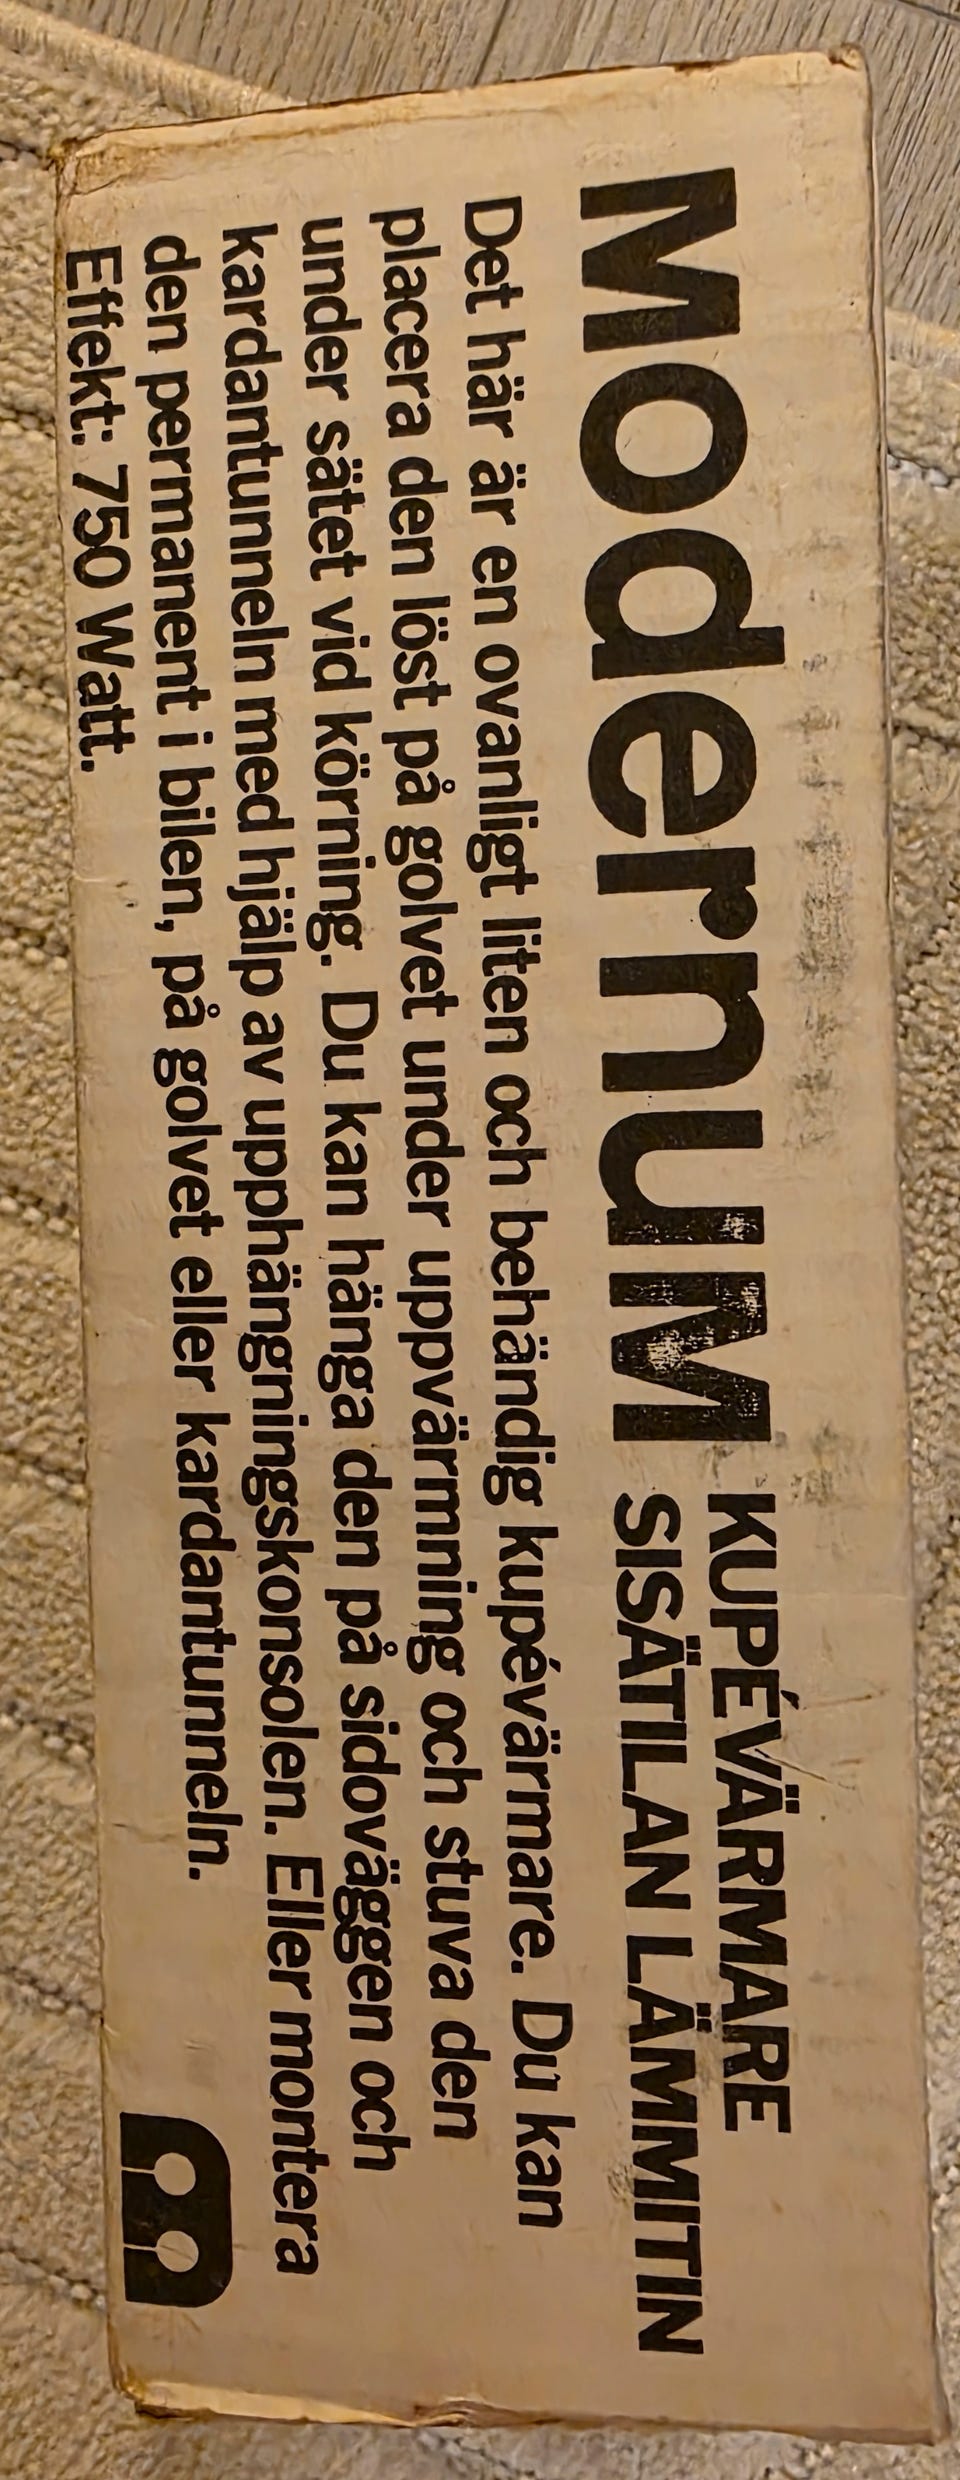 Modernum
KUPÉVÄRMARE
SISÄTILAN LÄMMITIN
Det här är en ovanligt liten och behändig kupévärmare. Du kan
placera den löst på golvet under uppvärmning och stuva den
under sätet vid körning. Du kan hänga den på sidoväggen och
kardantunneln med hjälp av upphängningskonsolen. Eller montera
den permanent i bilen, på golvet eller kardantunneln.
Effekt: 750 Watt.